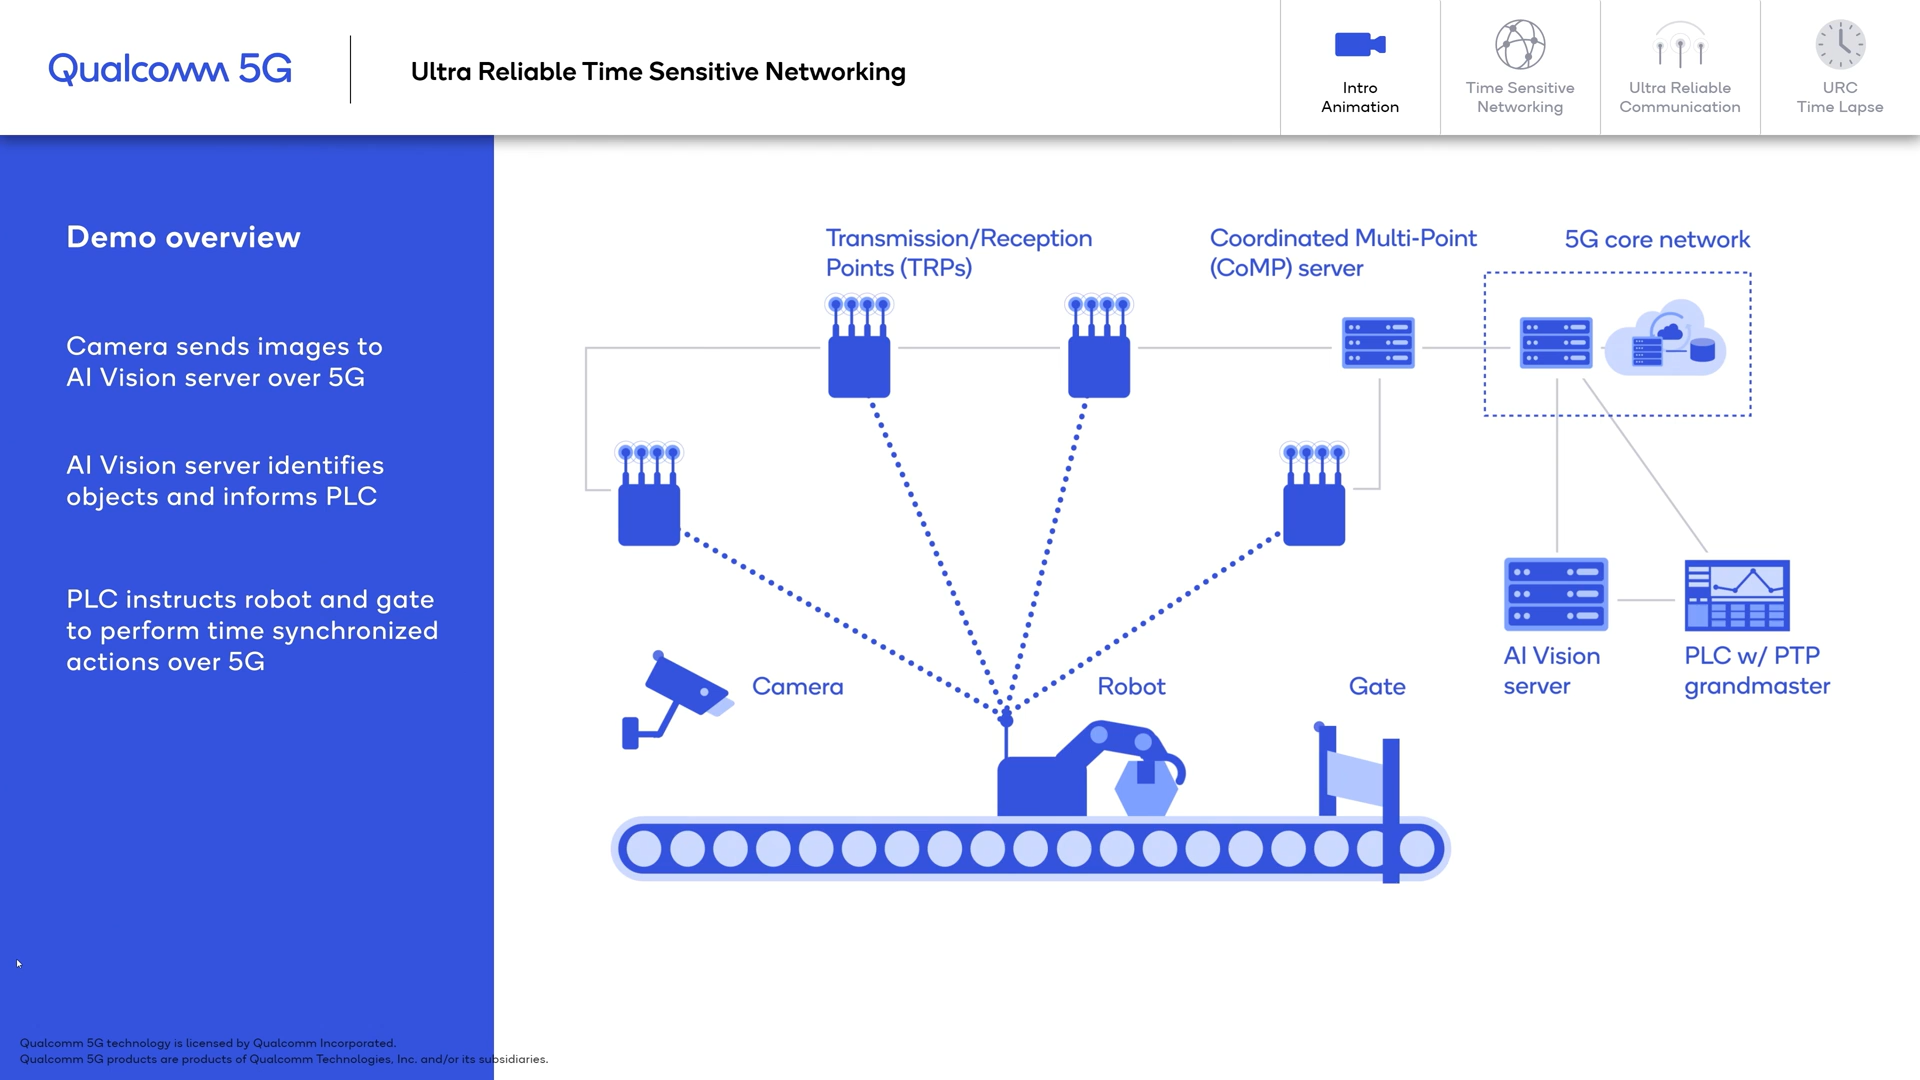 Qualcomm 5G
Ultra Reliable Time Sensitive Networking
Intro
Animation
Time Sensitive
Networking
Ultra Reliable
Communication
URC
Time Lapse
Demo overview
Camera sends images to
AI Vision server over 5G
AI Vision server identifies
objects and informs PLC
PLC instructs robot and gate
to perform time synchronized
actions over 5G
Transmission/Reception
Points (TRPs)
Coordinated Multi-Point
(CoMP) server
5G core network
Camera
Robot
Gate
AI Vision
server
PLC w/ PTP
grandmaster
Qualcomm 5G technology is licensed by Qualcomm Incorporated.
Qualcomm 5G products are products of Qualcomm Technologies, Inc. and/or its subsidiaries.